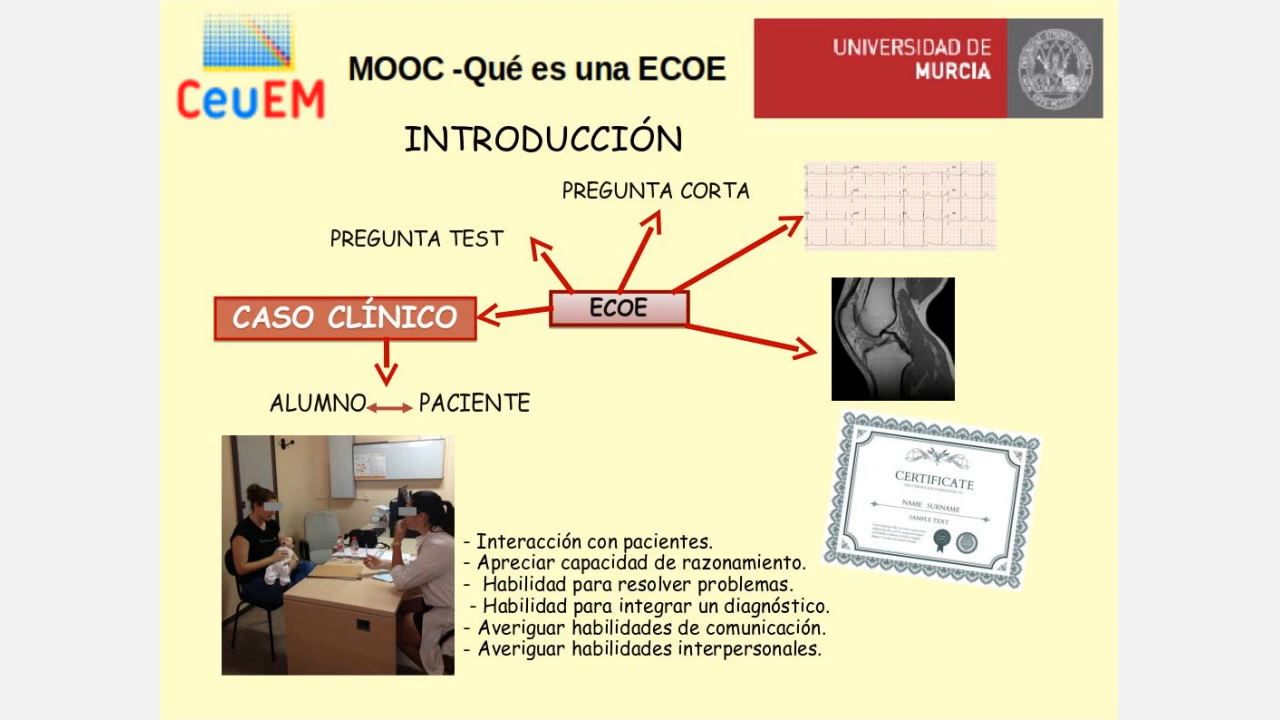 CeuEM
MOOC -Qué es una ECOE
UNIVERSIDAD DE
MURCIA
INTRODUCCIÓN
PREGUNTA CORTA
PREGUNTA TEST
ECOE
CASO CLÍNICO
ALUMNO PACIENTE
CERTIFICATE
NAME SURNAME
SAMPLE TEXT
- Interacción con pacientes.
- Apreciar capacidad de razonamiento.
- Habilidad para resolver problemas.
- Habilidad para integrar un diagnóstico.
- Averiguar habilidades de comunicación.
- Averiguar habilidades interpersonales.